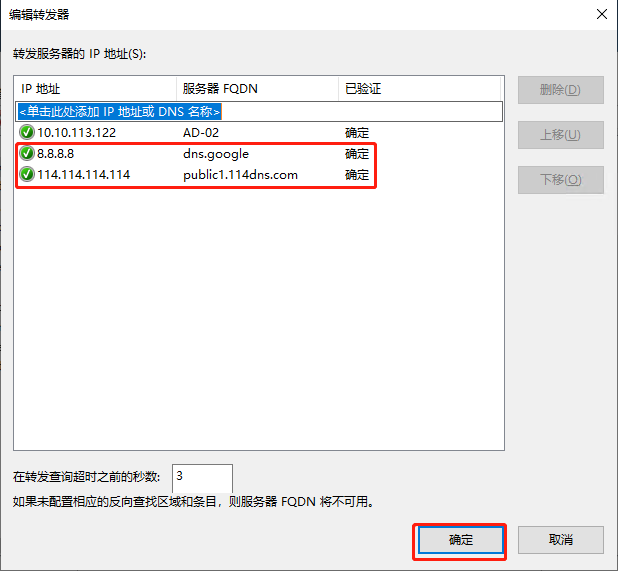 编辑转发器
转发服务器的 IP 地址(S):
IP 地址 服务器 FQDN 已验证
<单击此处添加 IP 地址或 DNS 名称>
10.10.113.122 AD-02 确定
8.8.8.8 dns.google 确定
114.114.114.114 public1.114dns.com 确定
删除(D)
上移(U)
下移(O)
在转发查询超时之前的秒数: 3
如果未配置相应的反向查找区域和条目，则服务器 FQDN 将不可用。
确定 取消